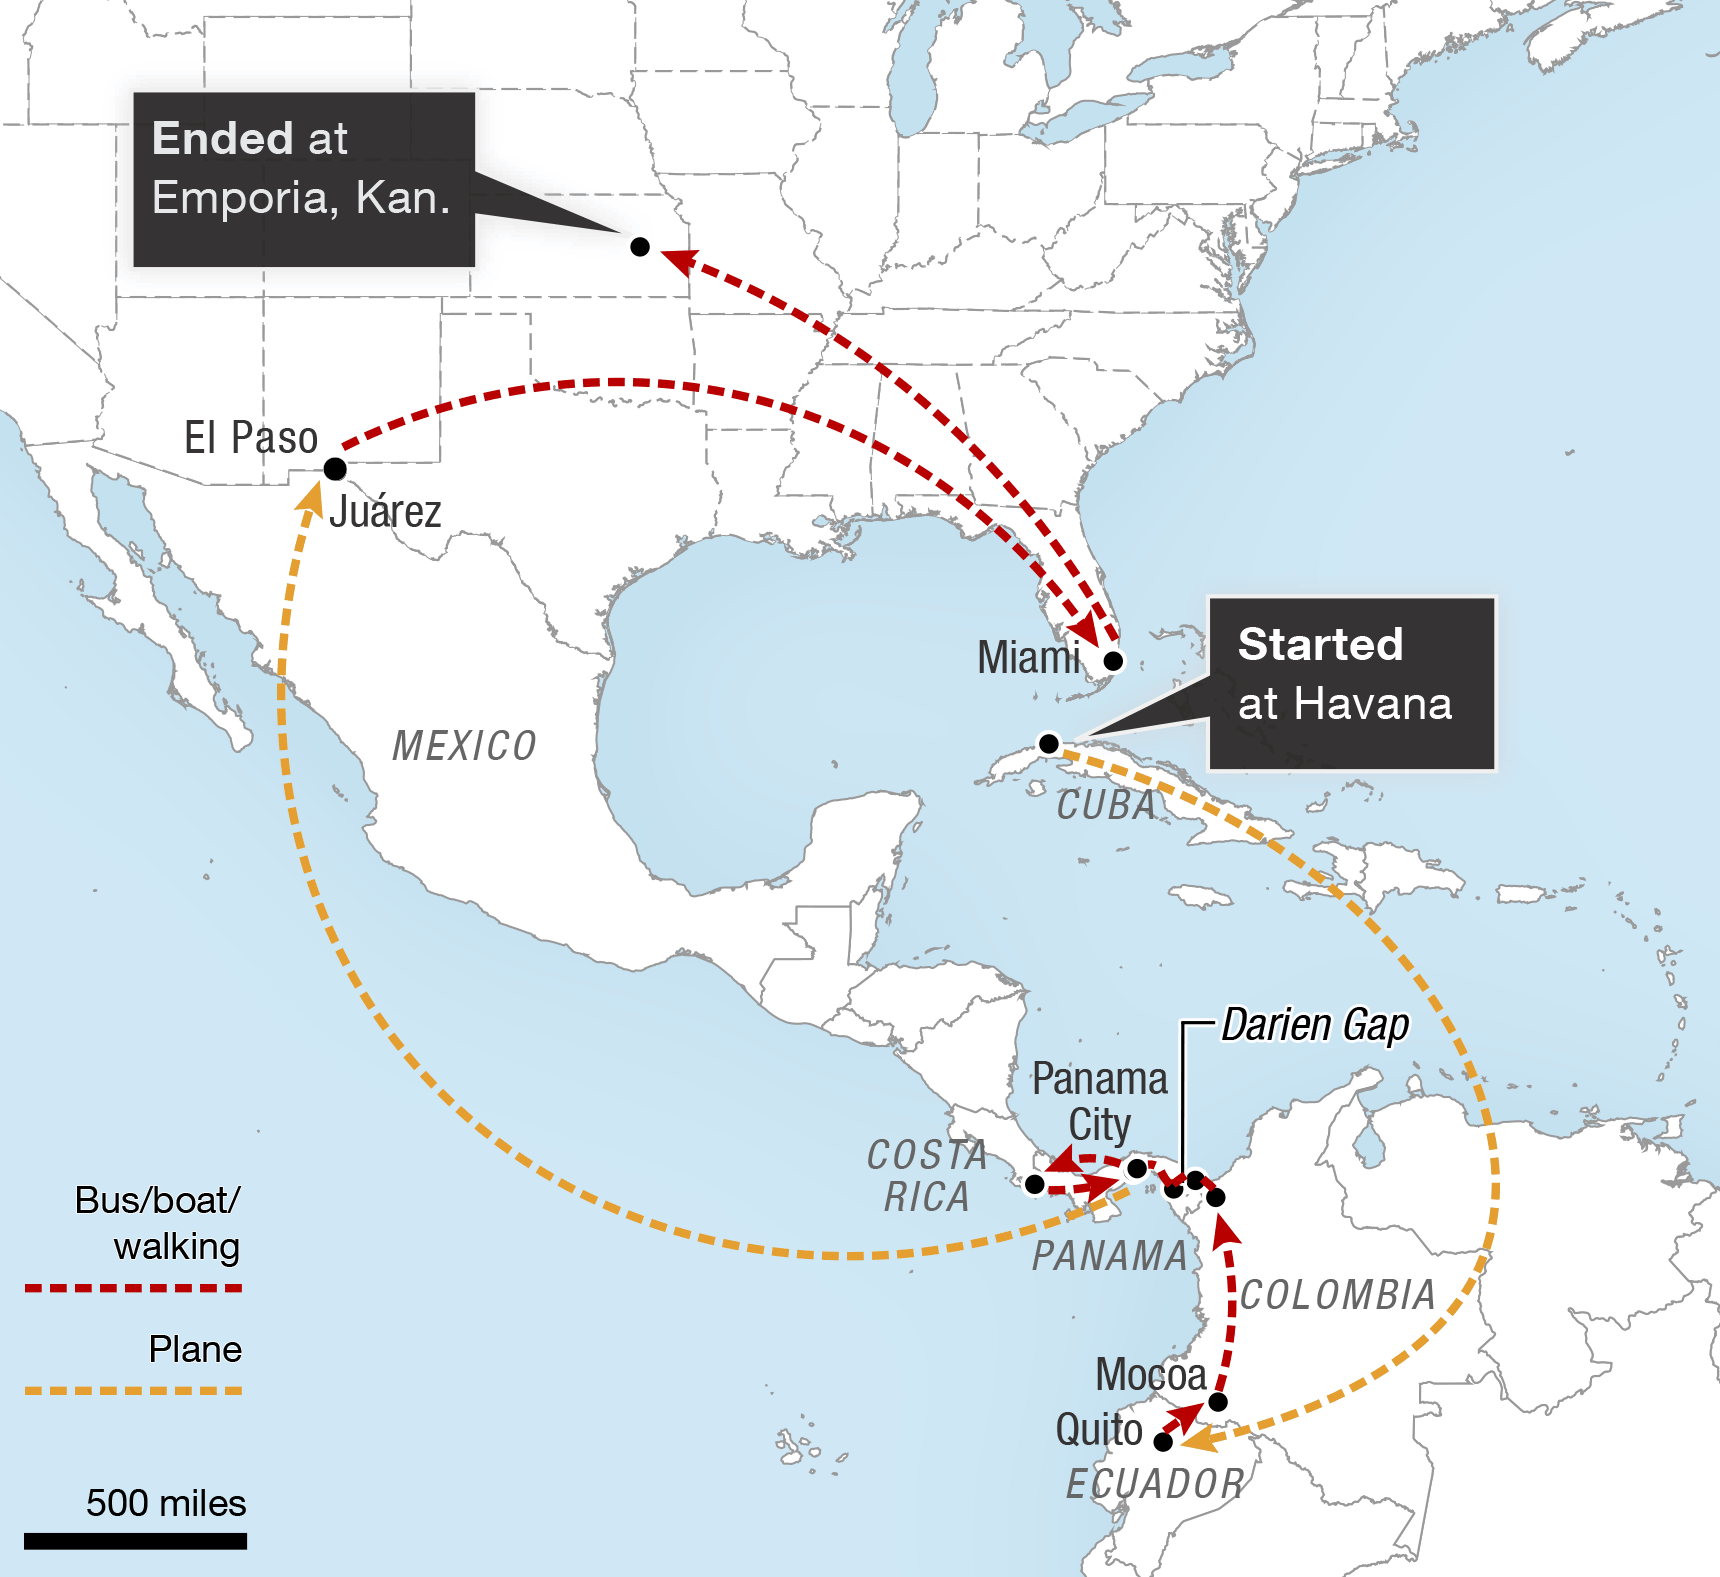 Ended at
Emporia, Kan.
El Paso
Juárez
Miami
Started
at Havana
MEXICO
CUBA
Darien Gap
Panama
City
COSTA
RICA
PANAMA
COLOMBIA
Mocoa
Quito
ECUADOR
Bus/boat/
walking
Plane
500 miles